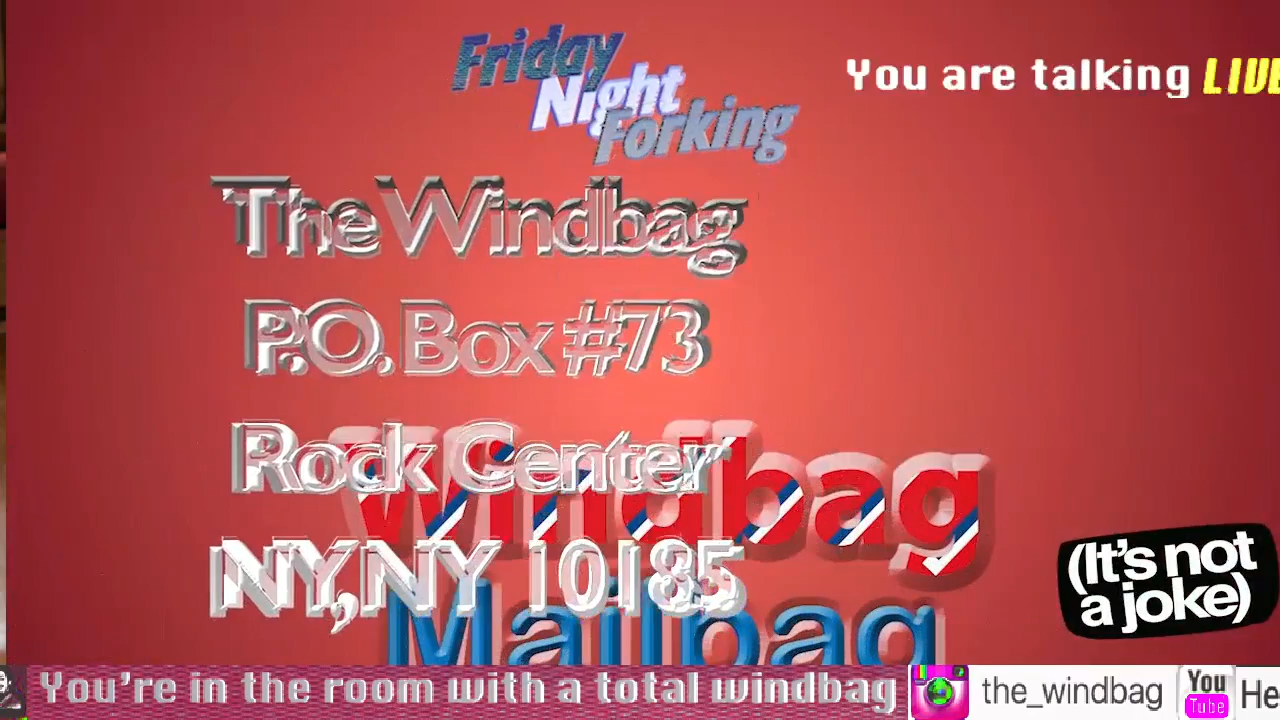 Friday
Night
Forking
You are talking LIVE
The Windbag
P.O. Box #73
Rock Center
NY, NY 10185
Windbag
Mailbag
(It's not
a joke)
You're in the room with a total windbag
the_windbag
You
Tube
He